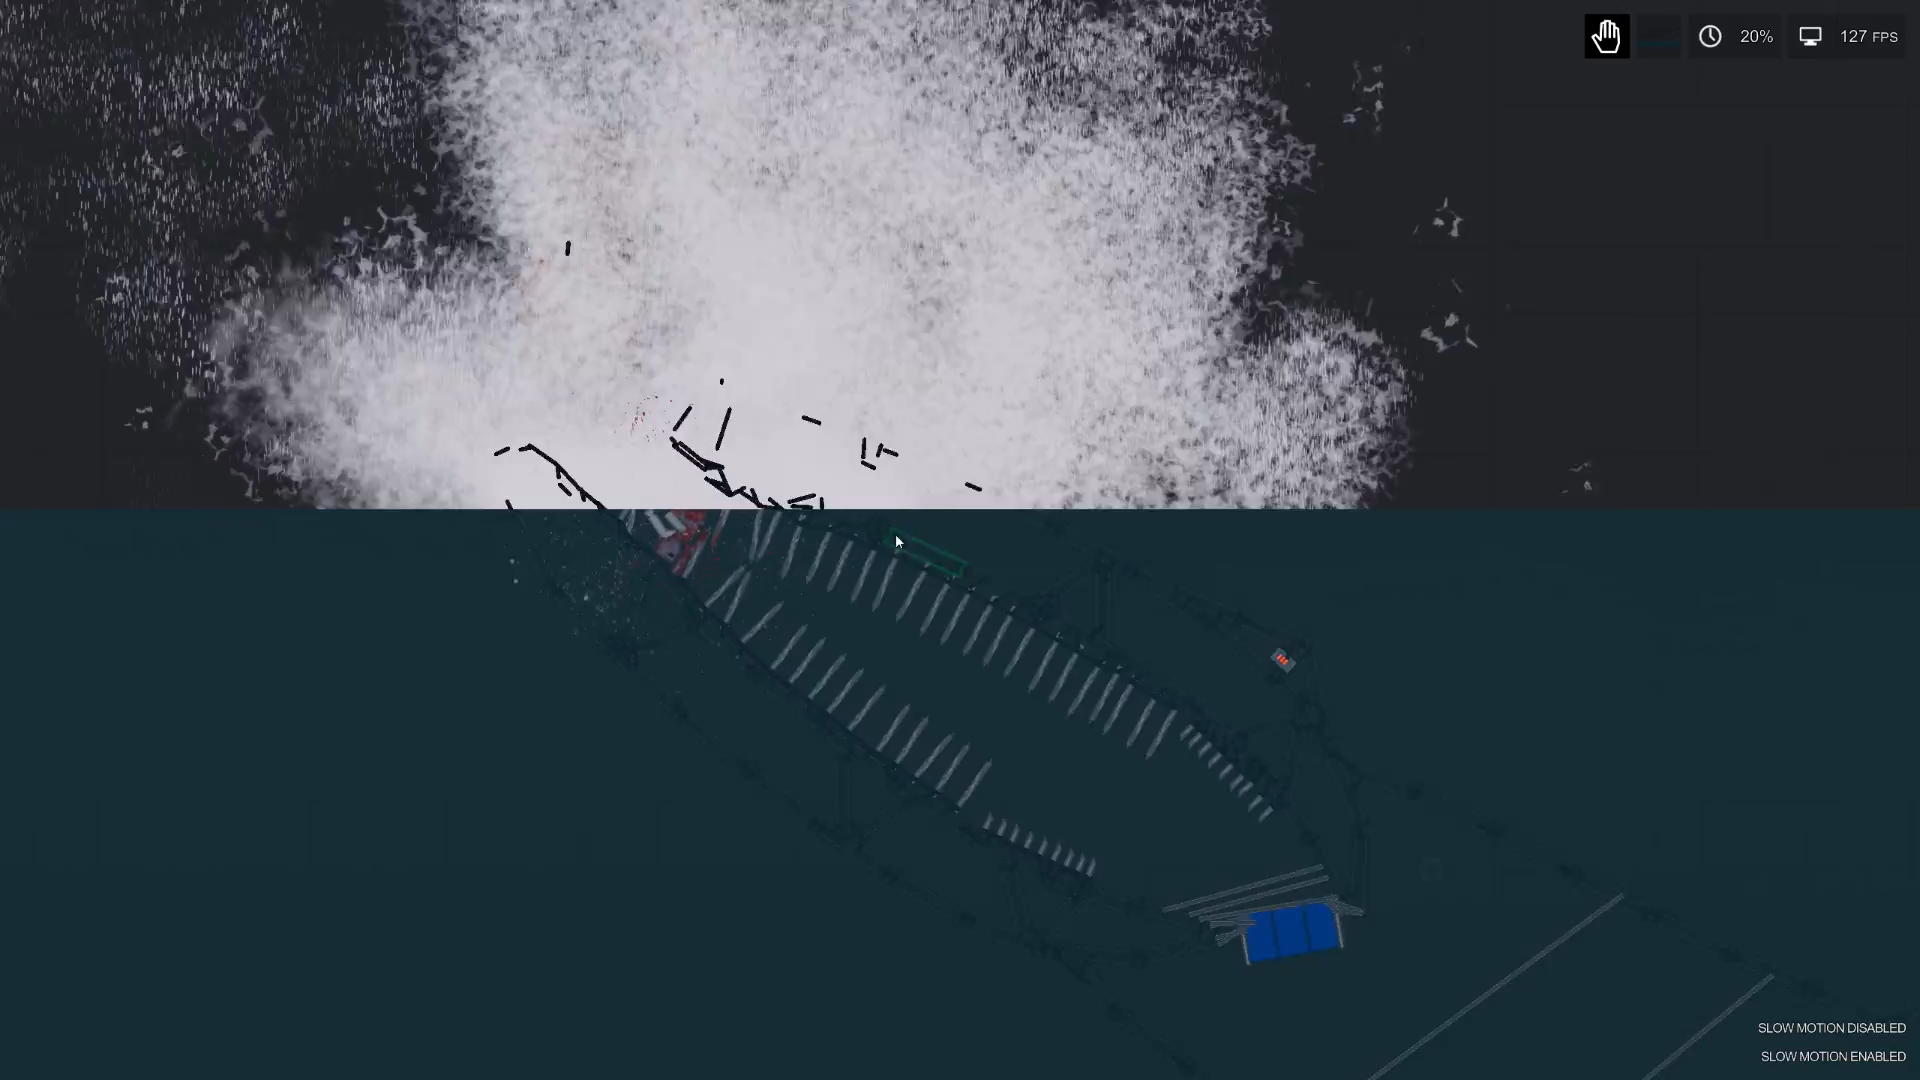 20%
127 FPS
SLOW MOTION DISABLED
SLOW MOTION ENABLED